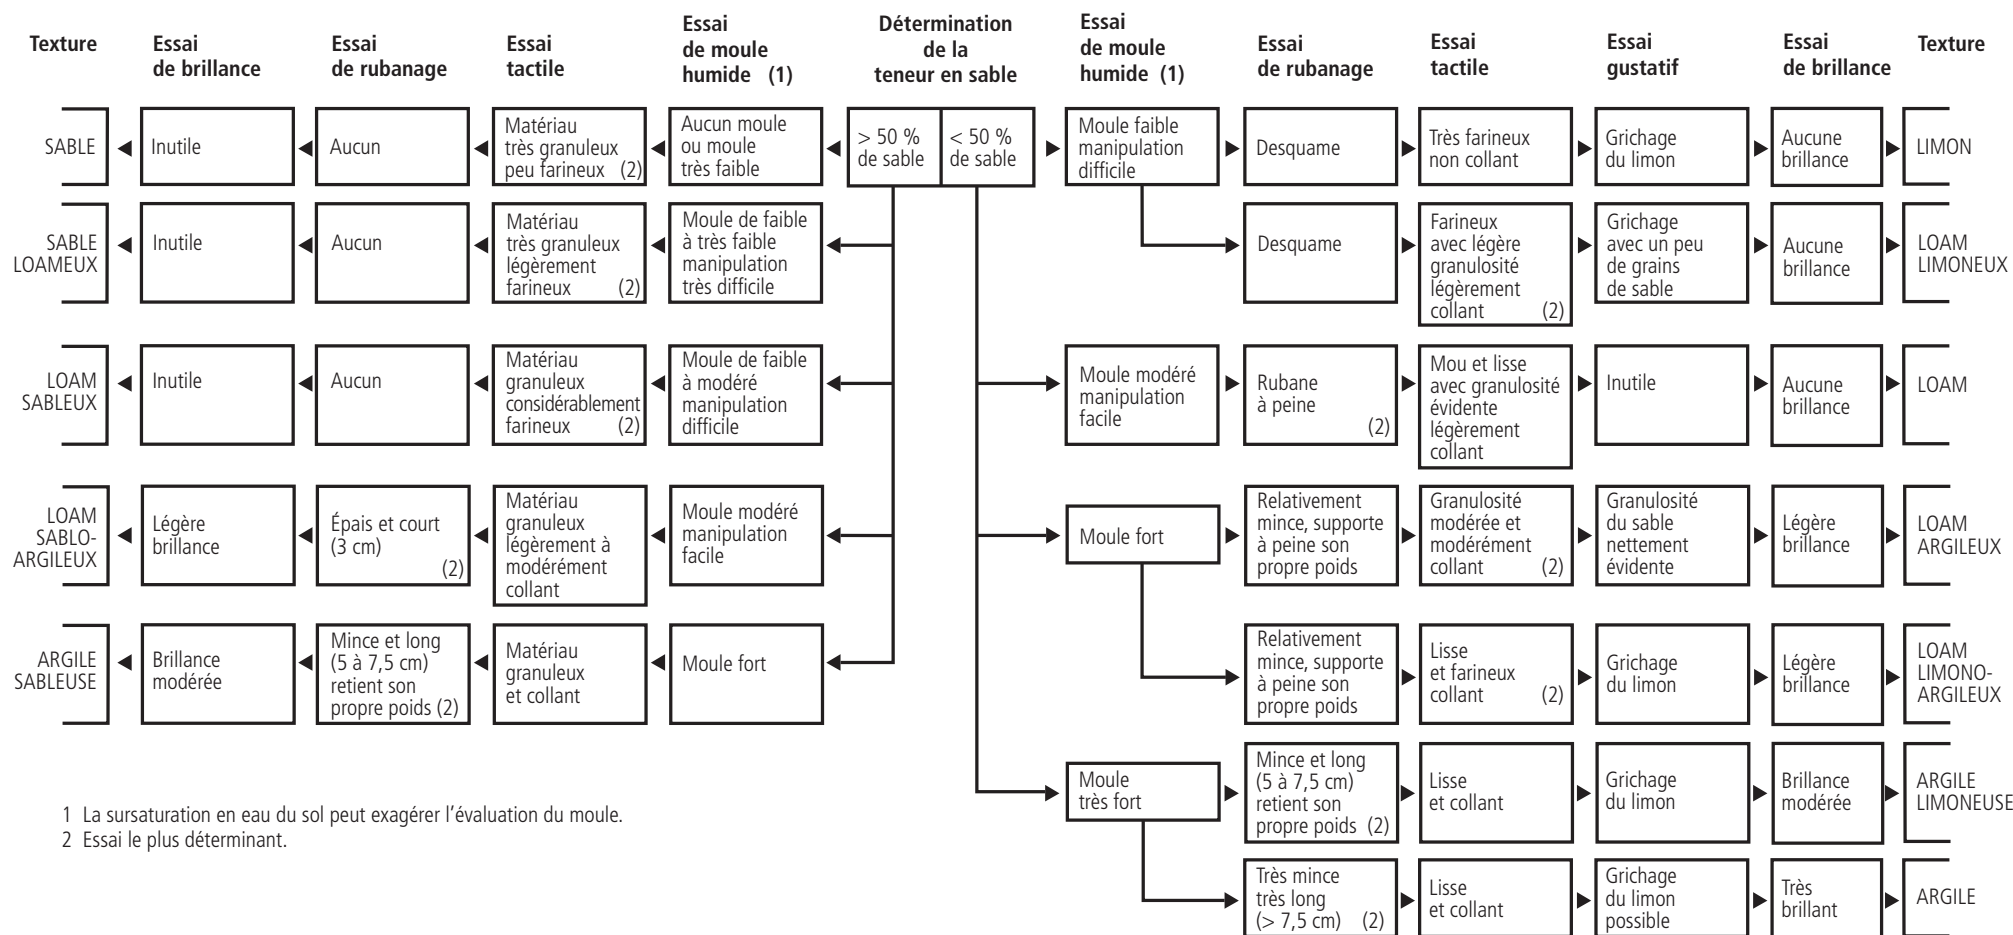 Texture
Essai
de brillance
Essai
de rubanage
Essai
tactile
Essai
de moule
humide (1)
Détermination
de la
teneur en sable
Essai
de moule
humide (1)
Essai
de rubanage
Essai
tactile
Essai
gustatif
Essai
de brillance
Texture
SABLE
Inutile
Aucun
Matériau
très granuleux
peu farineux (2)
Aucun moule
ou moule
très faible
> 50 %
de sable
< 50 %
de sable
Moule faible
manipulation
difficile
Desquame
Très farineux
non collant
Grichage
du limon
Aucune
brillance
LIMON
SABLE
LOAMEUX
Inutile
Aucun
Matériau
très granuleux
légèrement
farineux (2)
Moule de faible
à très faible
manipulation
très difficile
Desquame
Farineux
avec légère
granulosité
légèrement
collant (2)
Grichage
avec un peu
de grains
de sable
Aucune
brillance
LOAM
LIMONEUX
LOAM
SABLEUX
Inutile
Aucun
Matériau
granuleux
considérablement
farineux (2)
Moule de faible
à modéré
manipulation
difficile
Moule modéré
manipulation
facile
Rubane
à peine
(2)
Mou et lisse
avec granulosité
évidente
légèrement
collant
Inutile
Aucune
brillance
LOAM
LOAM
SABLO-
ARGILEUX
Légère
brillance
Épais et court
(3 cm)
(2)
Matériau
granuleux
légèrement à
modérément
collant
Moule modéré
manipulation
facile
Moule fort
Relativement
mince, supporte
à peine son
propre poids
Granulosité
modérée et
modérément
collant (2)
Granulosité
du sable
nettement
évidente
Légère
brillance
LOAM
ARGILEUX
ARGILE
SABLEUSE
Brillance
modérée
Mince et long
(5 à 7,5 cm)
retient son
propre poids (2)
Matériau
granuleux
et collant
Moule fort
Relativement
mince, supporte
à peine son
propre poids
Lisse
et farineux
collant (2)
Grichage
du limon
Légère
brillance
LOAM
LIMONO-
ARGILEUX
Moule
très fort
Mince et long
(5 à 7,5 cm)
retient son
propre poids (2)
Lisse
et collant
Grichage
du limon
Brillance
modérée
ARGILE
LIMONEUSE
Très mince
très long
(> 7,5 cm) (2)
Lisse
et collant
Grichage
du limon
possible
Très
brillant
ARGILE
1 La sursaturation en eau du sol peut exagérer l'évaluation du moule.
2 Essai le plus déterminant.